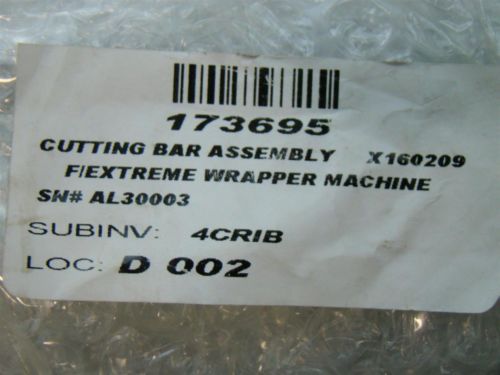 173695
CUTTING BAR ASSEMBLY X160209
F/EXTREME WRAPPER MACHINE
SN# AL30003
SUBINV: 4CRIB
LOC: D 002